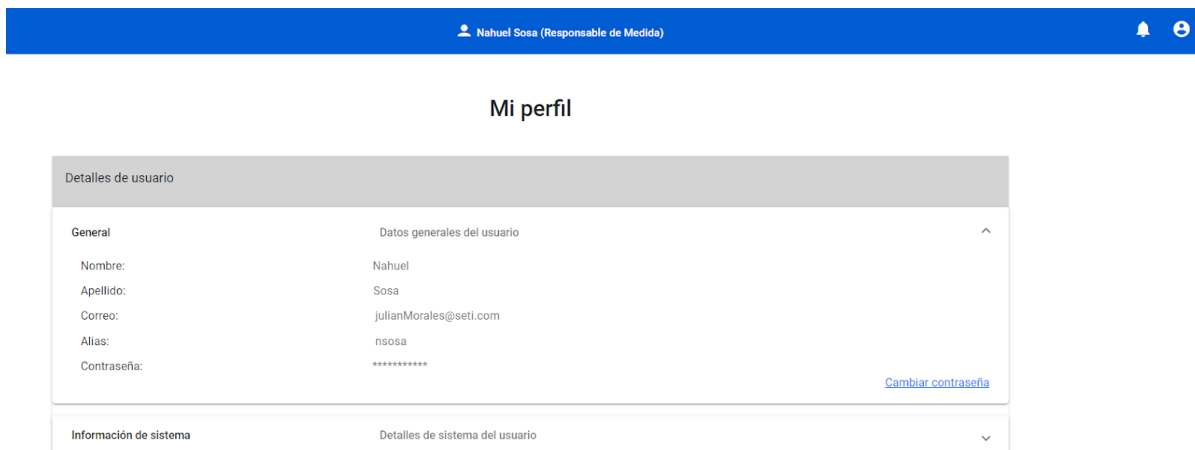 Nahuel Sosa (Responsable de Medida)
Mi perfil
Detalles de usuario
General Datos generales del usuario
Nombre: Nahuel
Apellido: Sosa
Correo: julianMorales@seti.com
Alias: nsosa
Contraseña: ***********
Cambiar contraseña
Información de sistema Detalles de sistema del usuario